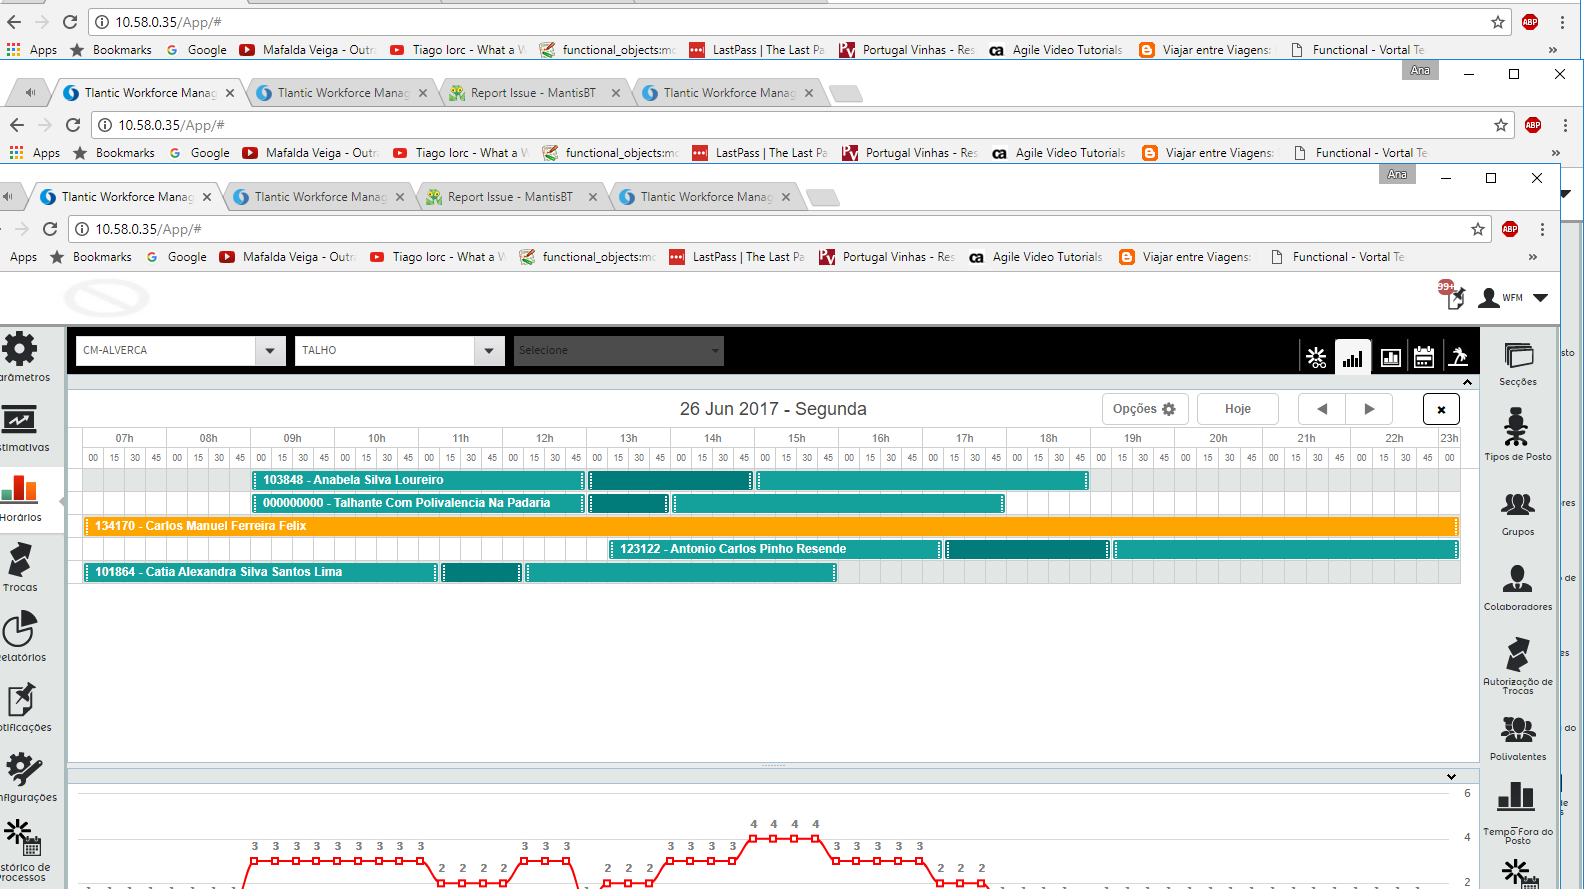 10.58.0.35/App/#
ABP
Apps Bookmarks Google Mafalda Veiga - Outr Tiago Iorc - What a functional_objects:mo LastPass | The Last Pa Portugal Vinhas - Res Agile Video Tutorials Viajar entre Viagens: Functional - Vortal Te »
Ana
Tlantic Workforce Manag Tlantic Workforce Manag Report Issue - MantisBT Tlantic Workforce Manag
10.58.0.35/App/#
ABP
Apps Bookmarks Google Mafalda Veiga - Outr Tiago Iorc - What a functional_objects:mo LastPass | The Last Pa Portugal Vinhas - Res Agile Video Tutorials Viajar entre Viagens: Functional - Vortal Te »
Ana
Tlantic Workforce Manag Tlantic Workforce Manag Report Issue - MantisBT Tlantic Workforce Manag
10.58.0.35/App/#
ABP
Apps Bookmarks Google Mafalda Veiga - Outr Tiago Iorc - What a functional_objects:mo LastPass | The Last Pa Portugal Vinhas - Res Agile Video Tutorials Viajar entre Viagens: Functional - Vortal Te »
99+ WFM
CM-ALVERCA TALHO Selecione
26 Jun 2017 - Segunda Opções Hoje
07h 08h 09h 10h 11h 12h 13h 14h 15h 16h 17h 18h 19h 20h 21h 22h 23h
00 15 30 45 00 15 30 45 00 15 30 45 00 15 30 45 00 15 30 45 00 15 30 45 00 15 30 45 00 15 30 45 00 15 30 45 00 15 30 45 00 15 30 45 00 15 30 45 00 15 30 45 00 15 30 45 00 15 30 45 00 15 30 45 00
103848 - Anabela Silva Loureiro
000000000 - Talhante Com Polivalencia Na Padaria
134170 - Carlos Manuel Ferreira Felix
123122 - Antonio Carlos Pinho Resende
101864 - Catia Alexandra Silva Santos Lima
arâmetros
stimativas
Horários
Trocas
Relatórios
otificações
nfigurações
stórico de
Processos
Secções
Tipos de Posto
Grupos
Colaboradores
Autorização de
Trocas
Polivalentes
Tempo Fora do
Posto
sto
res
de
es
do
de
s
6
4
2
3 3 3 3 3 3 3 3 3 2 2 2 2 3 3 3 2 2 2 3 3 3 3 4 4 4 4 3 3 3 3 3 2 2 2